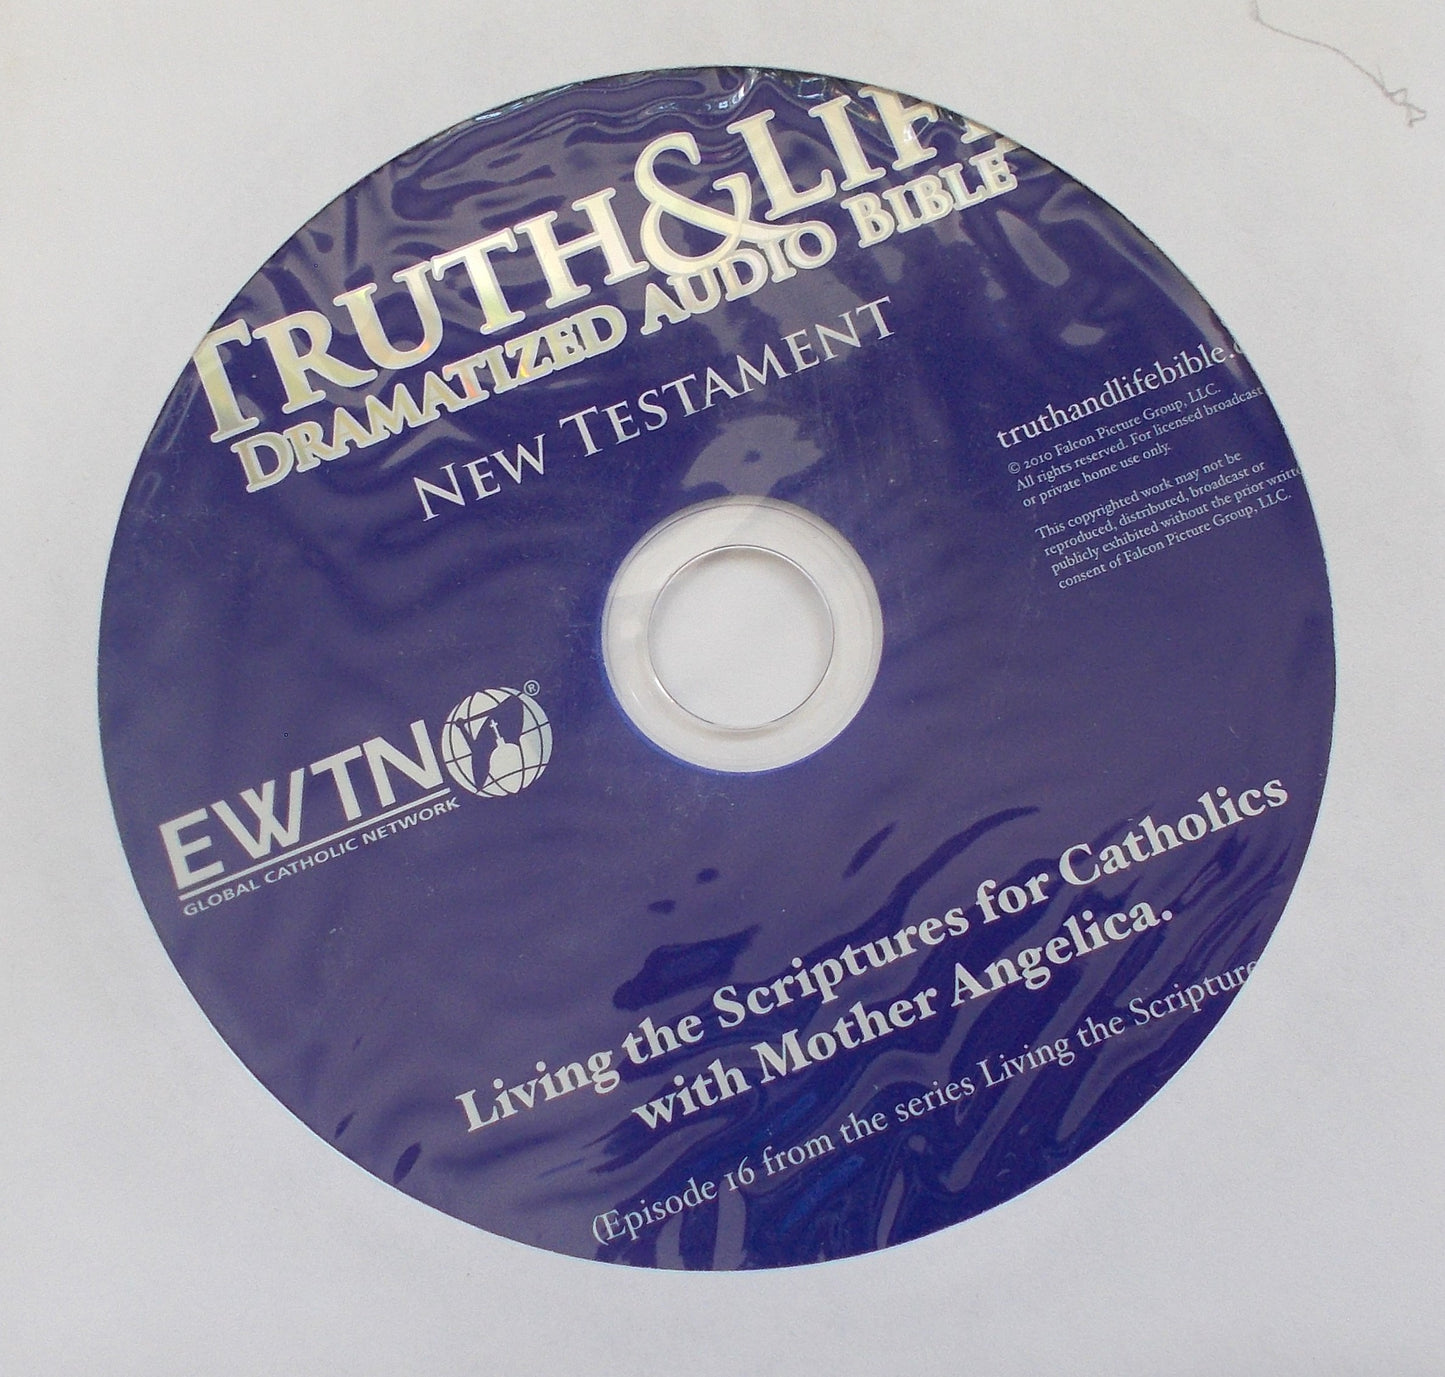 TRUTH&LIFE
DRAMATIZED AUDIO BIBLE
NEW TESTAMENT
truthandlifebible.
© 2010 Falcon Picture Group, LLC.
All rights reserved. For licensed broadcast
or private home use only.
This copyrighted work may not be
reproduced, distributed, broadcast or
publicly exhibited without the prior writte
consent of Falcon Picture Group, LLC.
EWTN®
GLOBAL CATHOLIC NETWORK
Living the Scriptures for Catholics
with Mother Angelica.
(Episode 16 from the series Living the Scripture